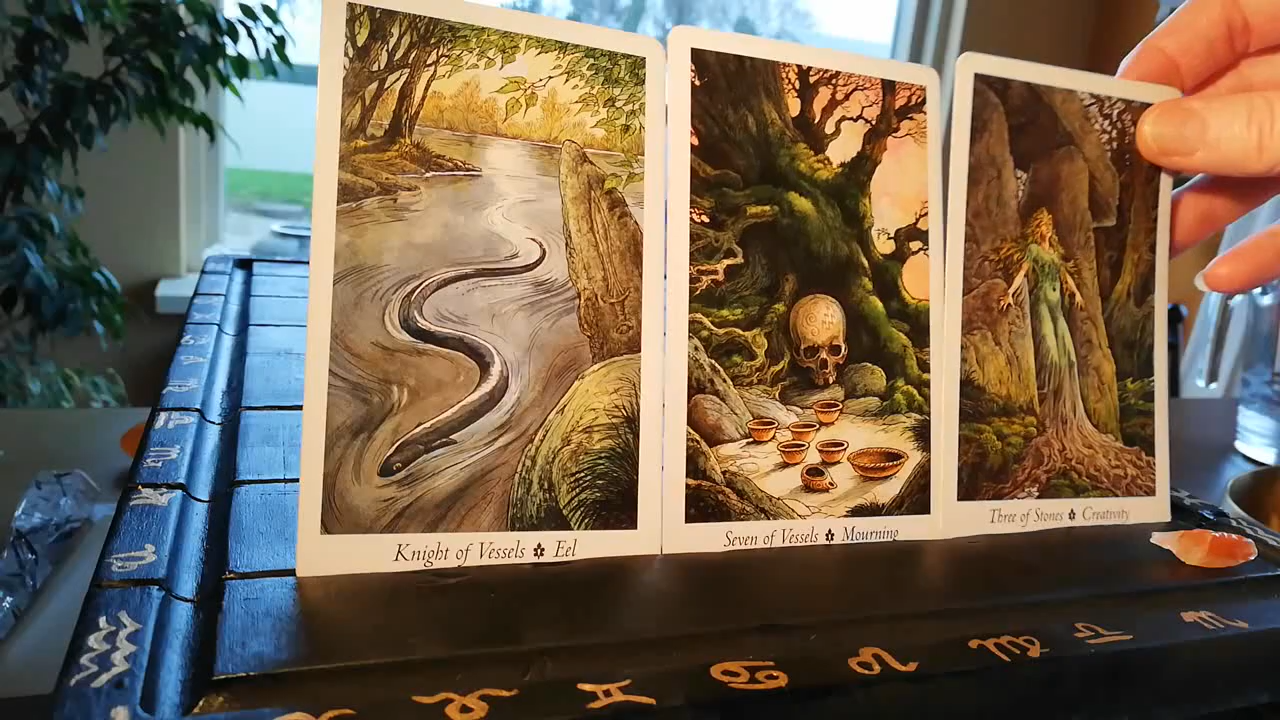 Knight of Vessels ✵ Eel
Seven of Vessels ✵ Mourning
Three of Stones ✵ Creativity
♒
♉
♊
♋
♌
♍
♎
♏